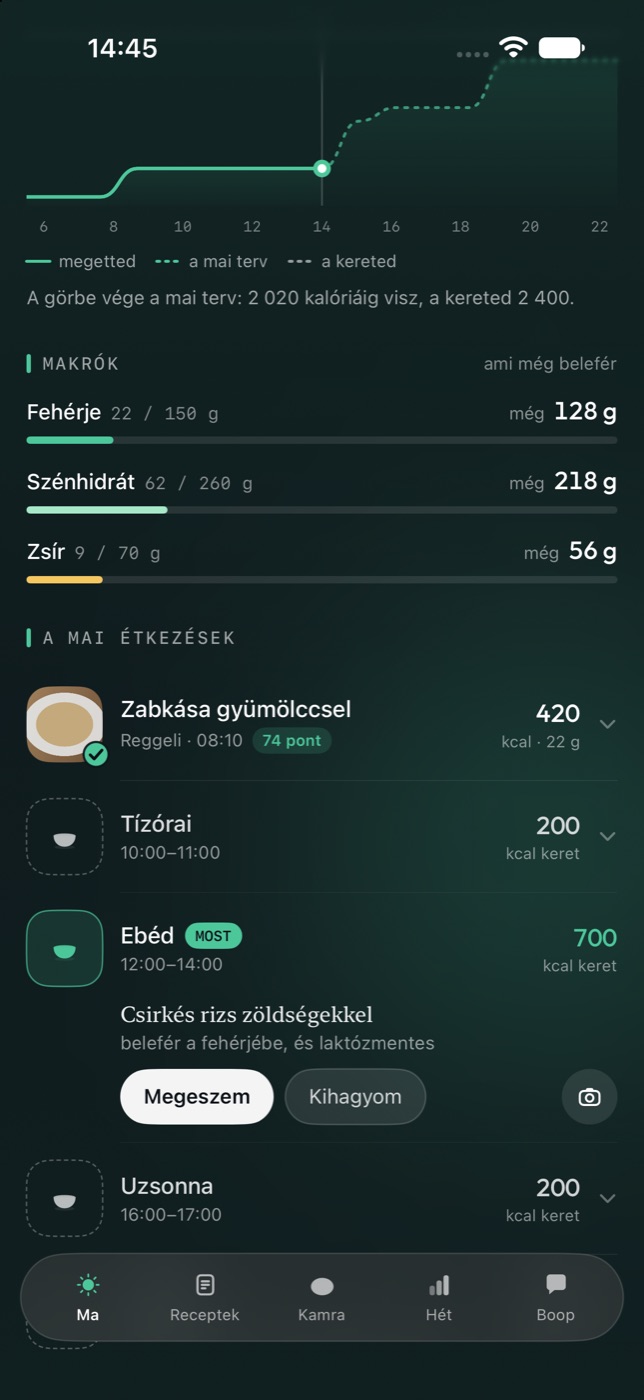 14:45
6 8 10 12 14 16 18 20 22
megetted a mai terv a kereted
A görbe vége a mai terv: 2 020 kalóriáig visz, a kereted 2 400.
MAKRÓK ami még belefér
Fehérje 22 / 150 g még 128 g
Szénhidrát 62 / 260 g még 218 g
Zsír 9 / 70 g még 56 g
A MAI ÉTKEZÉSEK
Zabkása gyümölccsel 420
Reggeli · 08:10 74 pont kcal · 22 g
Tízórai 200
10:00–11:00 kcal keret
Ebéd MOST 700
12:00–14:00 kcal keret
Csirkés rizs zöldségekkel
belefér a fehérjébe, és laktózmentes
Megeszem Kihagyom
Uzsonna 200
16:00–17:00 kcal keret
Ma Receptek Kamra Hét Boop